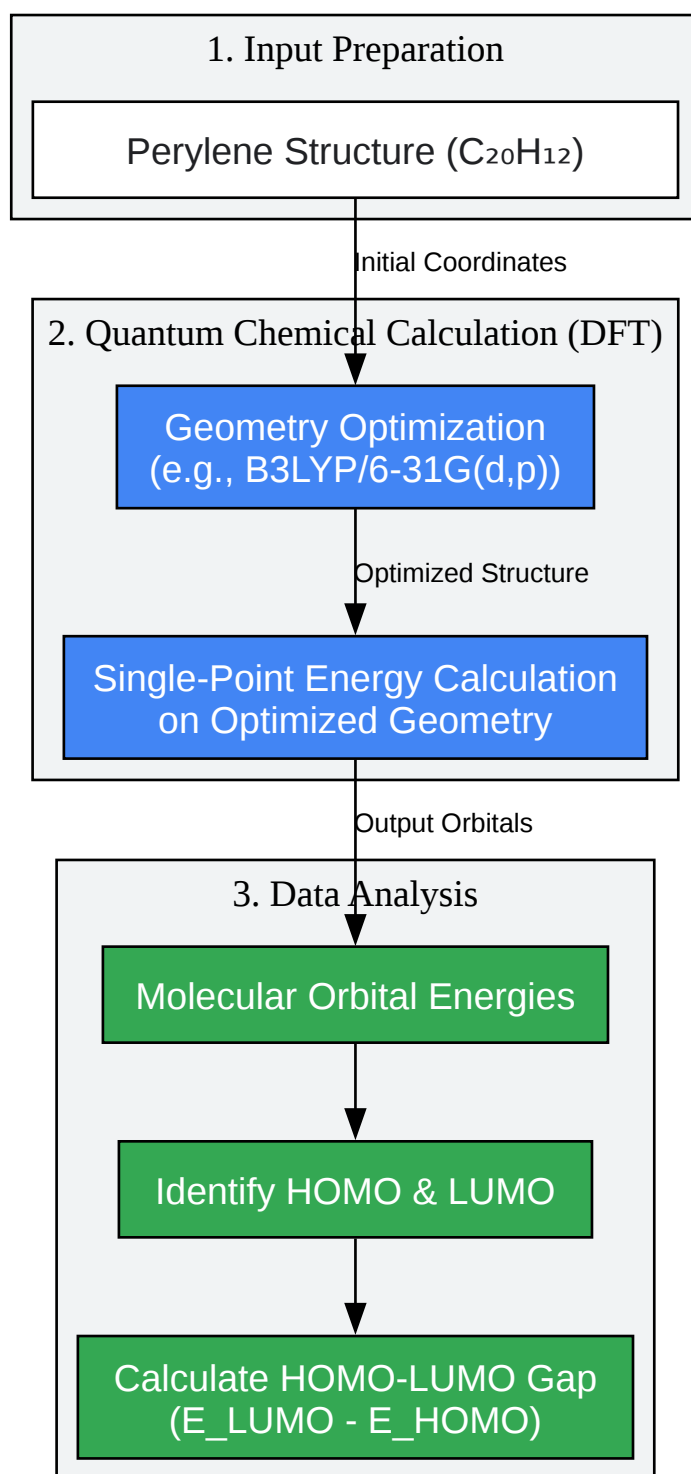 1. Input Preparation
Perylene Structure (C₂₀H₁₂)
Initial Coordinates
2. Quantum Chemical Calculation (DFT)
Geometry Optimization
(e.g., B3LYP/6-31G(d,p))
Optimized Structure
Single-Point Energy Calculation
on Optimized Geometry
Output Orbitals
3. Data Analysis
Molecular Orbital Energies
Identify HOMO & LUMO
Calculate HOMO-LUMO Gap
(E_LUMO - E_HOMO)